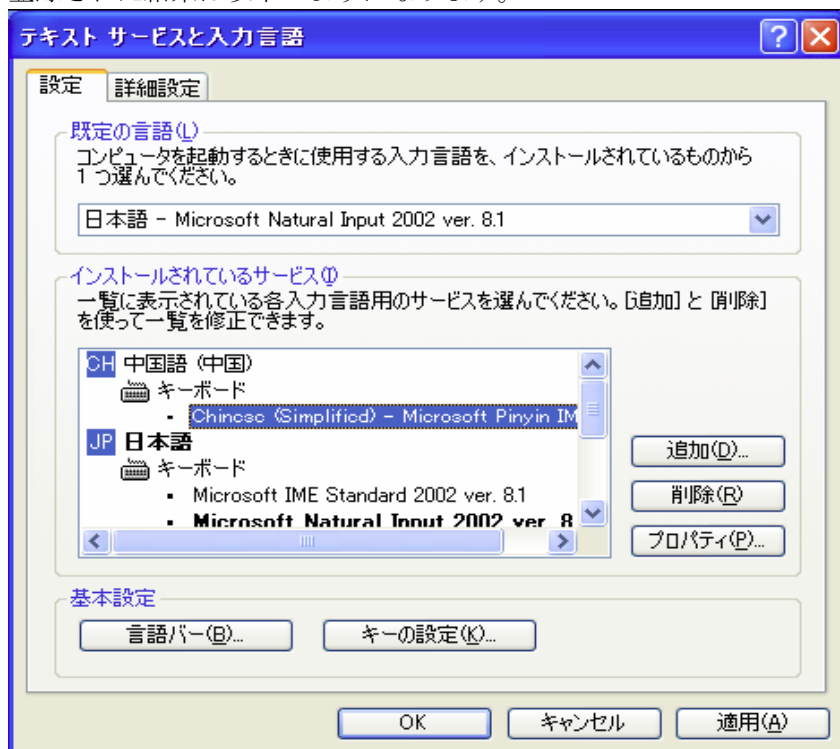 テキスト サービスと入力言語
設定
詳細設定
既定の言語(L)
コンピュータを起動するときに使用する入力言語を、インストールされているものから
1 つ選んでください。
日本語 - Microsoft Natural Input 2002 ver. 8.1
インストールされているサービス(I)
一覧に表示されている各入力言語用のサービスを選んでください。[追加] と [削除]
を使って一覧を修正できます。
CH 中国語 (中国)
キーボード
Chinese (Simplified) - Microsoft Pinyin IM
JP 日本語
キーボード
Microsoft IME Standard 2002 ver. 8.1
Microsoft Natural Input 2002 ver. 8
追加(D)...
削除(R)
プロパティ(P)...
基本設定
言語バー(B)...
キーの設定(K)...
OK
キャンセル
適用(A)